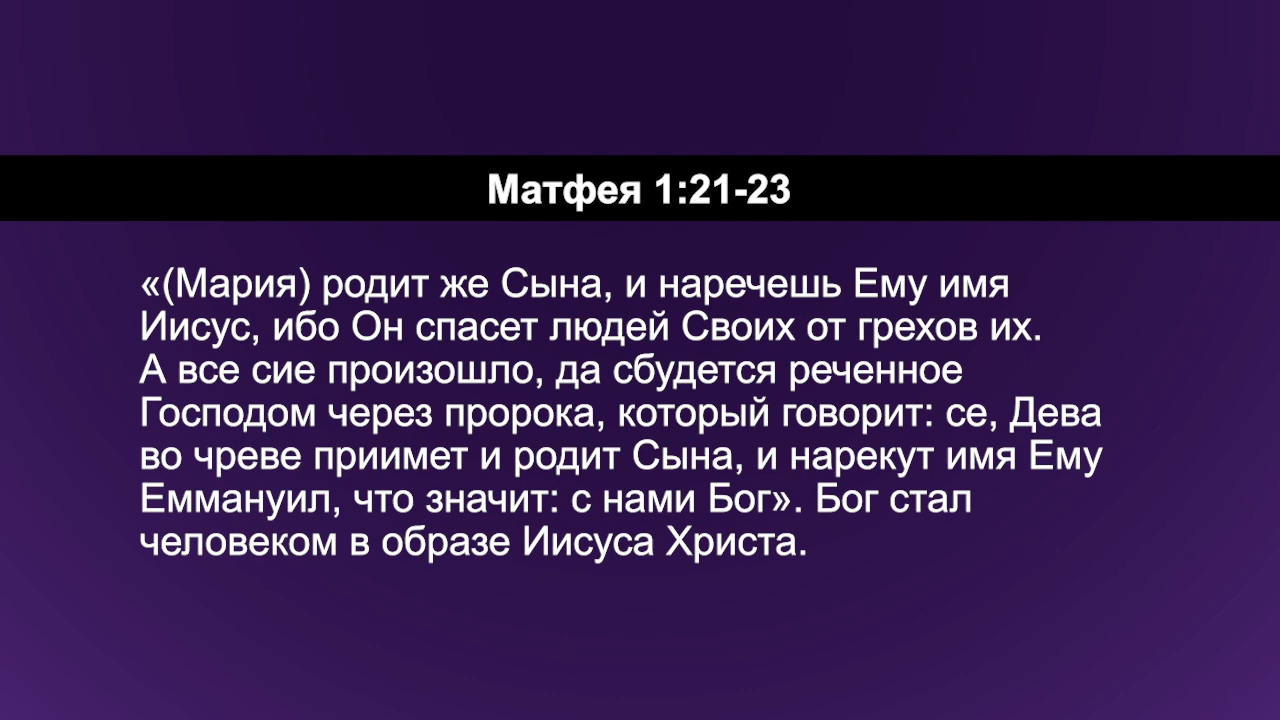 Матфея 1:21-23
«(Мария) родит же Сына, и наречешь Ему имя
Иисус, ибо Он спасет людей Своих от грехов их.
А все сие произошло, да сбудется реченное
Господом через пророка, который говорит: се, Дева
во чреве приимет и родит Сына, и нарекут имя Ему
Еммануил, что значит: с нами Бог». Бог стал
человеком в образе Иисуса Христа.